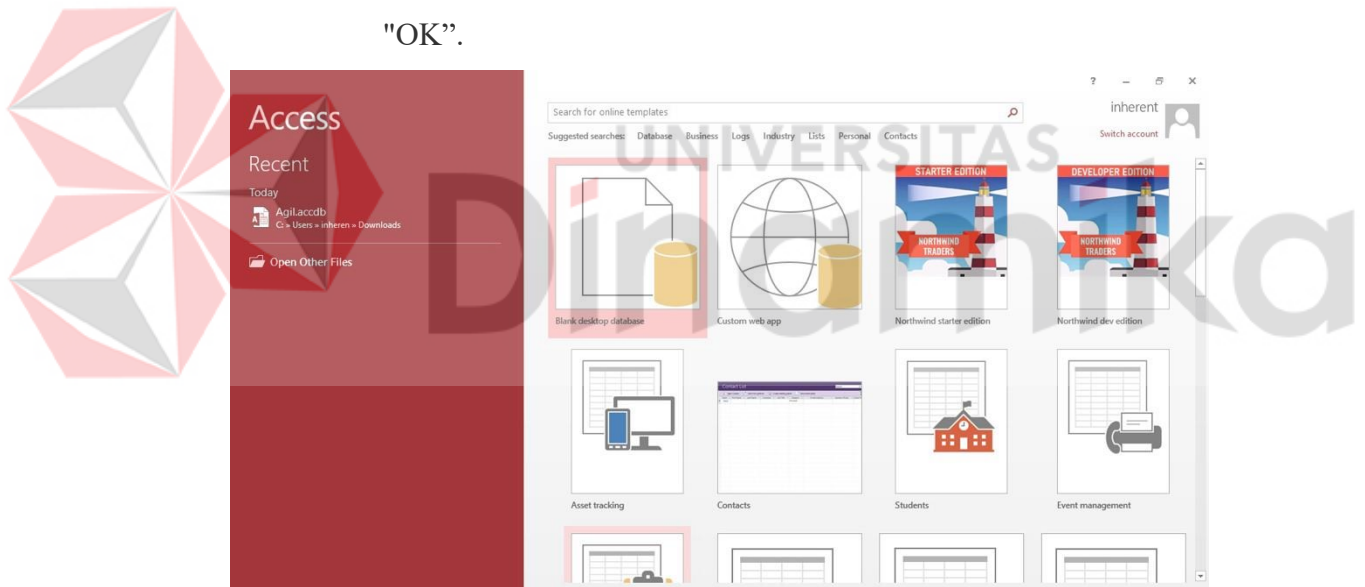 "OK”.
? – ✕
Access
Search for online templates
inherent
Switch account
Suggested searches: Database Business Logs Industry Lists Personal Contacts
UNIVERSITAS
Dinamika
Recent
Today
Agil.accdb
C: » Users » inheren » Downloads
Open Other Files
STARTER EDITION
DEVELOPER EDITION
NORTHWIND
TRADERS
NORTHWIND
TRADERS
Blank desktop database
Custom web app
Northwind starter edition
Northwind dev edition
Contact List
Asset tracking
Contacts
Students
Event management